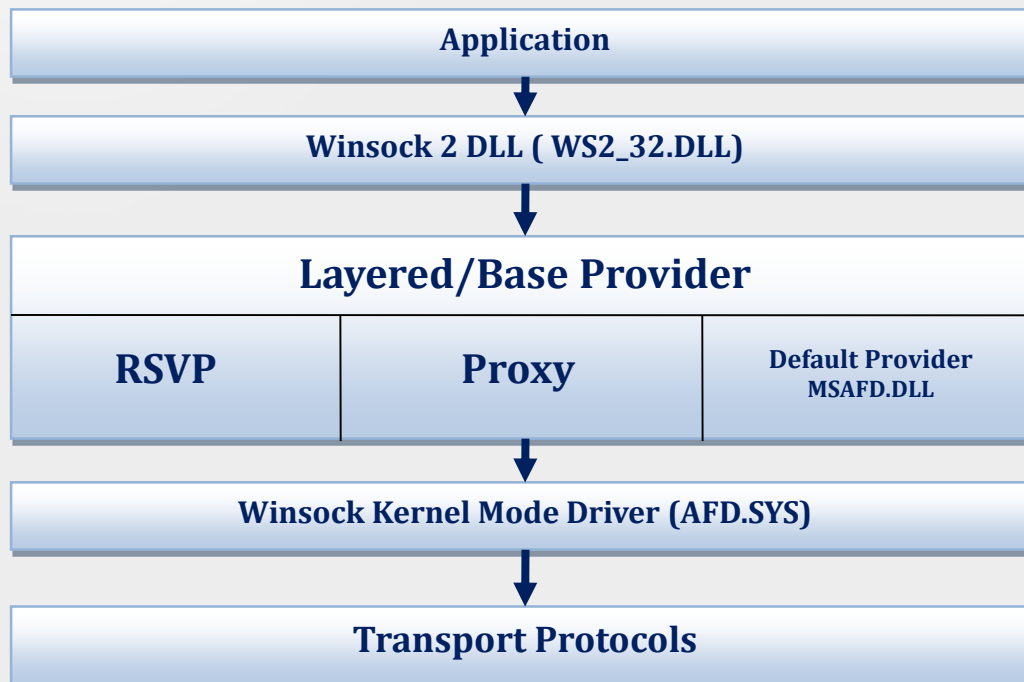 Application
Winsock 2 DLL ( WS2_32.DLL)
Layered/Base Provider
RSVP
Proxy
Default Provider
MSAFD.DLL
Winsock Kernel Mode Driver (AFD.SYS)
Transport Protocols